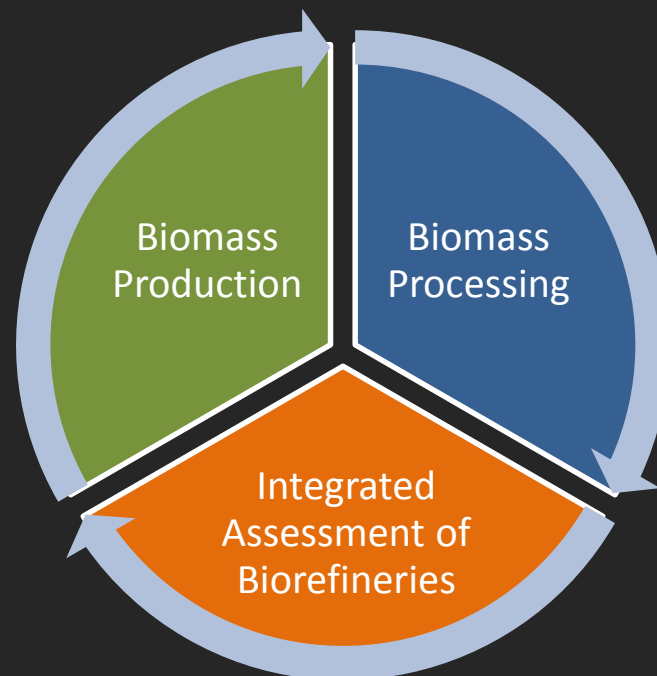 Biomass
Production
Biomass
Processing
Integrated
Assessment of
Biorefineries